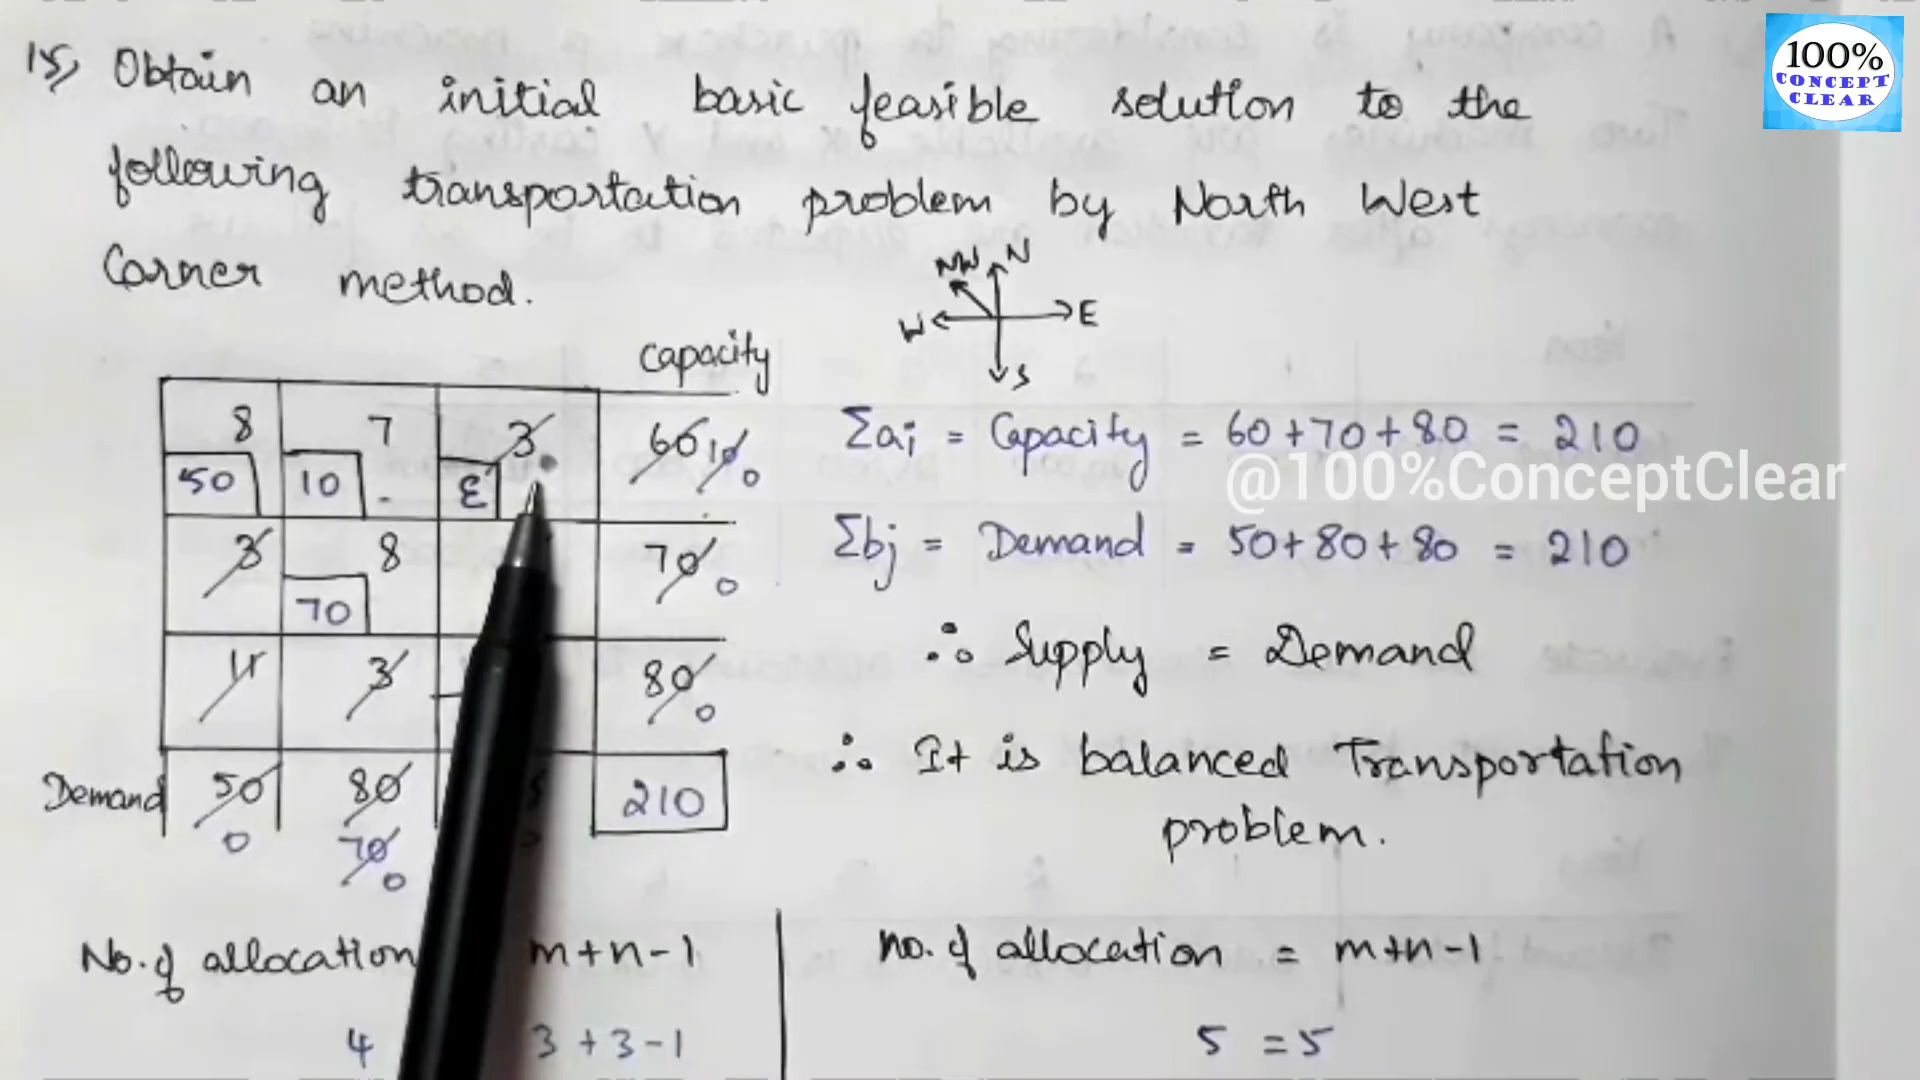 15) Obtain an initial basic feasible solution to the
following transportation problem by North West
Corner method.
NW N
W E
S
capacity
8 7 3 60 10 0
50 10 ε
3 8 70 0
70
11 3 80 0
Demand 50 80 210
0 70 0
Σai = Capacity = 60+70+80 = 210
Σbj = Demand = 50+80+80 = 210
∴ Supply = Demand
∴ It is balanced Transportation
problem.
No. of allocation m+n-1
4 3+3-1
no. of allocation = m+n-1
5 = 5
100%
CONCEPT
CLEAR
@100%ConceptClear